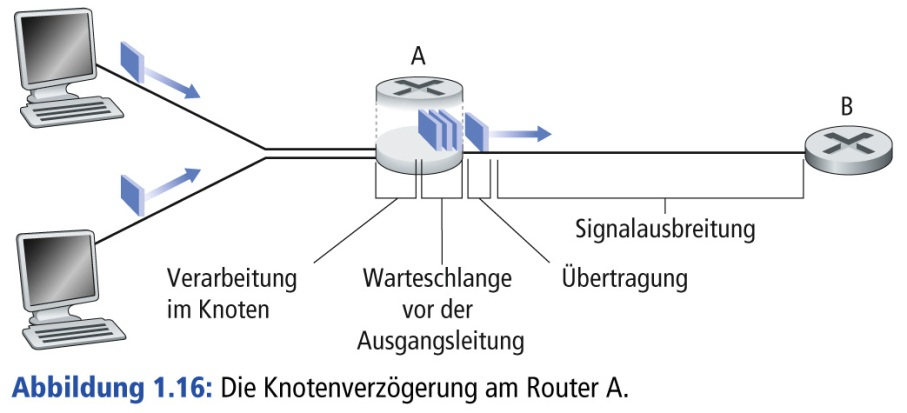 A
B
Signalausbreitung
Verarbeitung
im Knoten
Warteschlange
vor der
Ausgangsleitung
Übertragung
Abbildung 1.16: Die Knotenverzögerung am Router A.